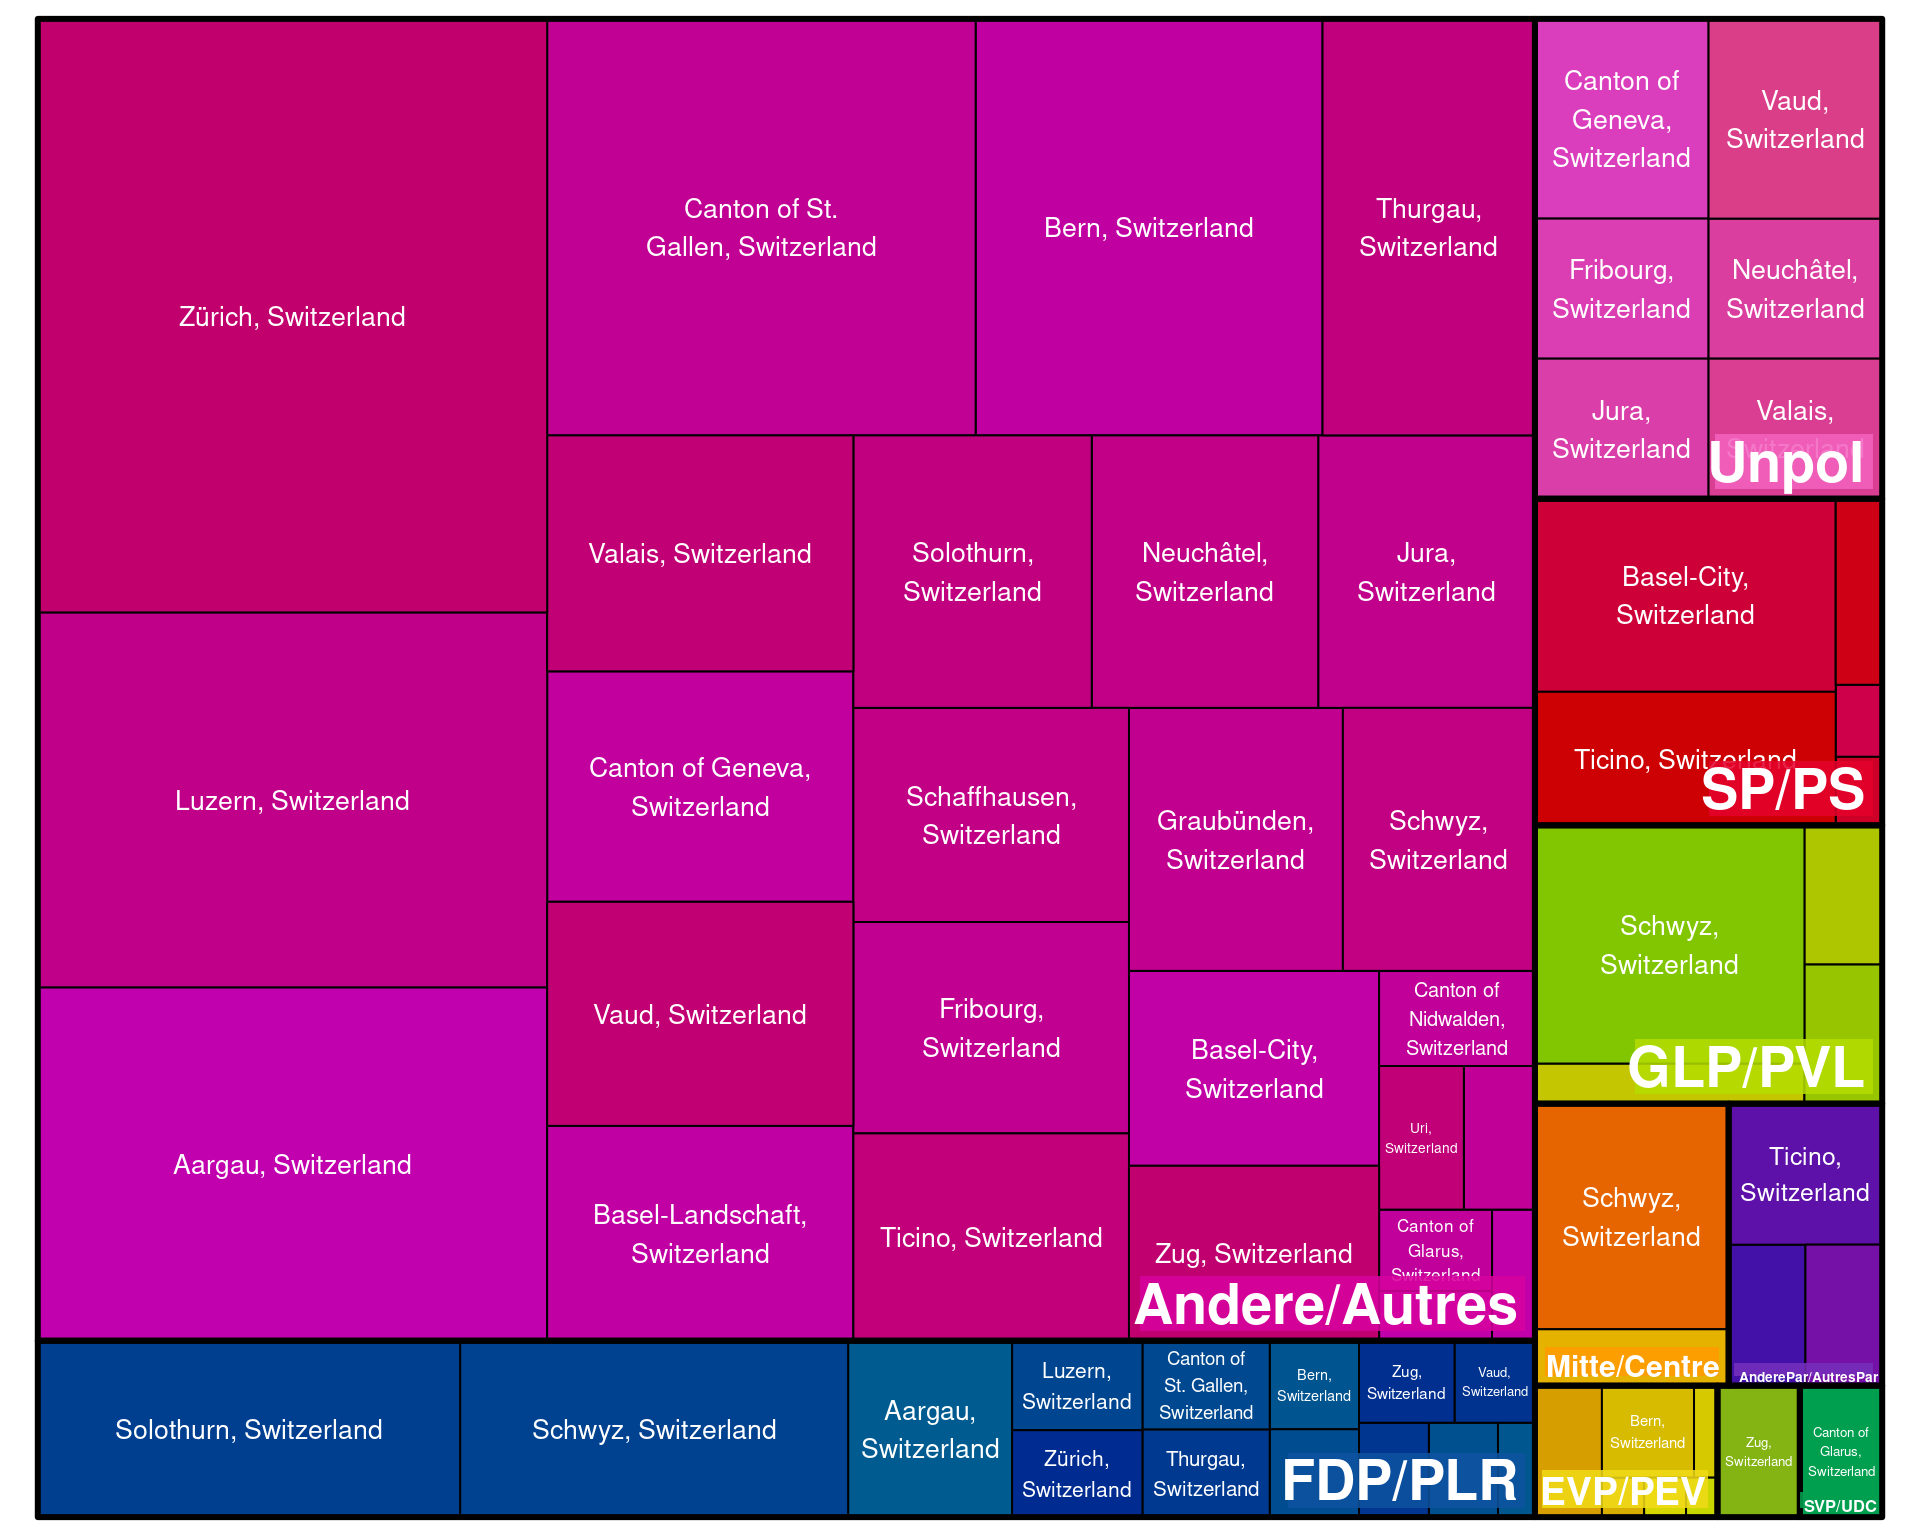 Zürich, Switzerland
Luzern, Switzerland
Aargau, Switzerland
Canton of St.
Gallen, Switzerland
Bern, Switzerland
Thurgau,
Switzerland
Valais, Switzerland
Solothurn,
Switzerland
Neuchâtel,
Switzerland
Jura,
Switzerland
Canton of Geneva,
Switzerland
Vaud, Switzerland
Basel-Landschaft,
Switzerland
Schaffhausen,
Switzerland
Fribourg,
Switzerland
Ticino, Switzerland
Graubünden,
Switzerland
Schwyz,
Switzerland
Basel-City,
Switzerland
Zug, Switzerland
Canton of
Nidwalden,
Switzerland
Uri,
Switzerland
Canton of
Glarus,
Switzerland
Andere/Autres
Solothurn, Switzerland
Schwyz, Switzerland
Aargau,
Switzerland
Luzern,
Switzerland
Zürich,
Switzerland
Canton of
St. Gallen,
Switzerland
Thurgau,
Switzerland
Bern,
Switzerland
Zug,
Switzerland
Vaud,
Switzerland
FDP/PLR
Canton of
Geneva,
Switzerland
Vaud,
Switzerland
Fribourg,
Switzerland
Neuchâtel,
Switzerland
Jura,
Switzerland
Valais,
Switzerland
Unpol
Basel-City,
Switzerland
Ticino, Switzerland
SP/PS
Schwyz,
Switzerland
GLP/PVL
Schwyz,
Switzerland
Mitte/Centre
Ticino,
Switzerland
AnderePar/AutresPar
Bern,
Switzerland
EVP/PEV
Zug,
Switzerland
Canton of
Glarus,
Switzerland
SVP/UDC